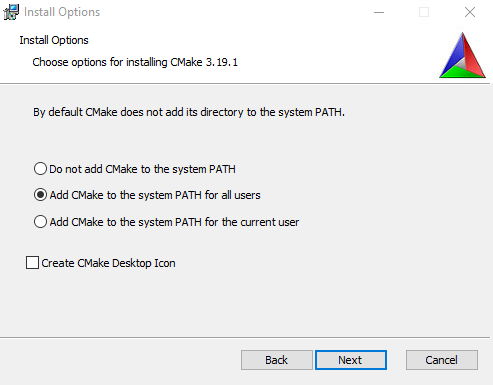 Install Options
Install Options
Choose options for installing CMake 3.19.1
By default CMake does not add its directory to the system PATH.
Do not add CMake to the system PATH
Add CMake to the system PATH for all users
Add CMake to the system PATH for the current user
Create CMake Desktop Icon
Back Next Cancel